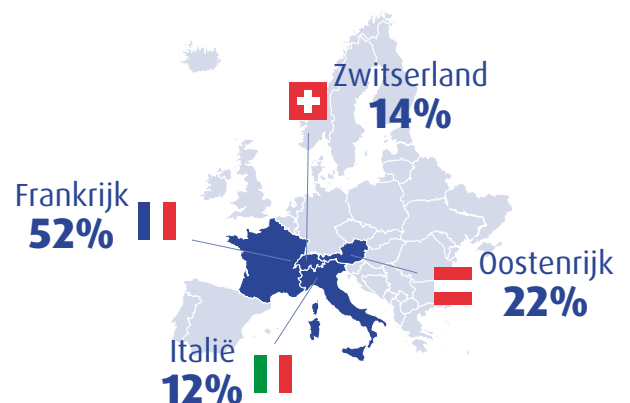 Zwitserland
14%
Frankrijk
52%
Oostenrijk
22%
Italië
12%